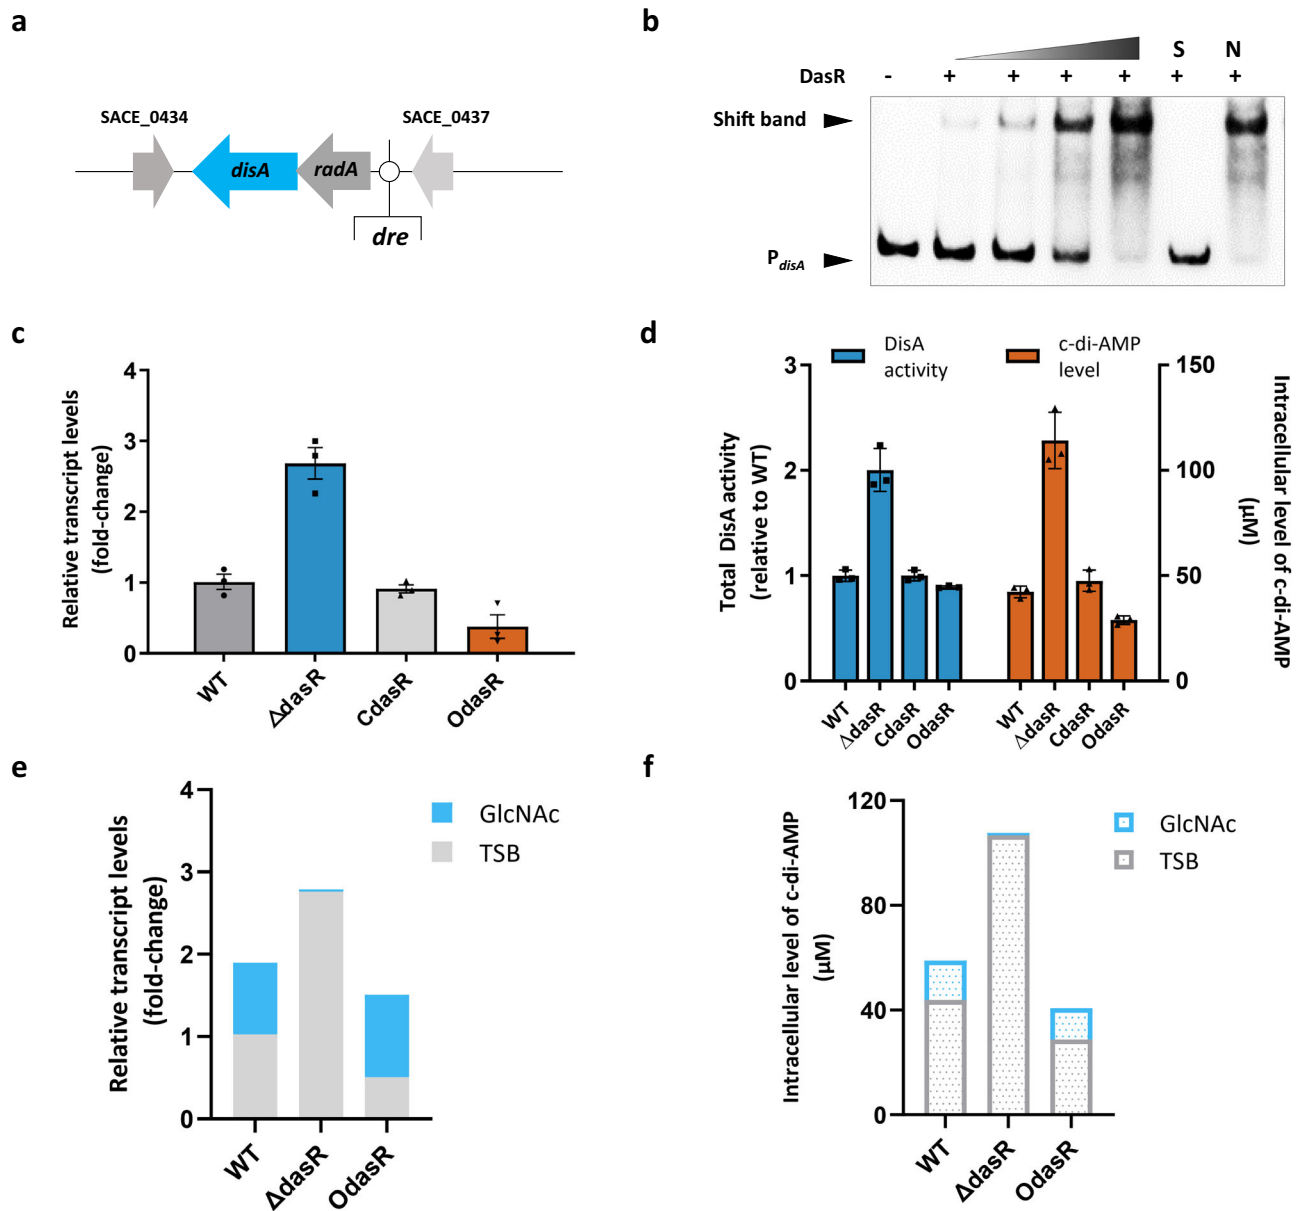 a
SACE_0434
SACE_0437
disA
radA
dre
b
S
N
DasR
-
+
+
+
+
+
+
Shift band
PdisA
c
Relative transcript levels
(fold-change)
4
3
2
1
0
WT
ΔdasR
CdasR
OdasR
d
DisA
activity
c-di-AMP
level
Total DisA activity
(relative to WT)
3
2
1
0
150
100
50
0
Intracellular level of c-di-AMP
(μM)
WT
ΔdasR
CdasR
OdasR
WT
ΔdasR
CdasR
OdasR
e
Relative transcript levels
(fold-change)
4
3
2
1
0
GlcNAc
TSB
WT
ΔdasR
OdasR
f
Intracellular level of c-di-AMP
(μM)
120
80
40
0
GlcNAc
TSB
WT
ΔdasR
OdasR